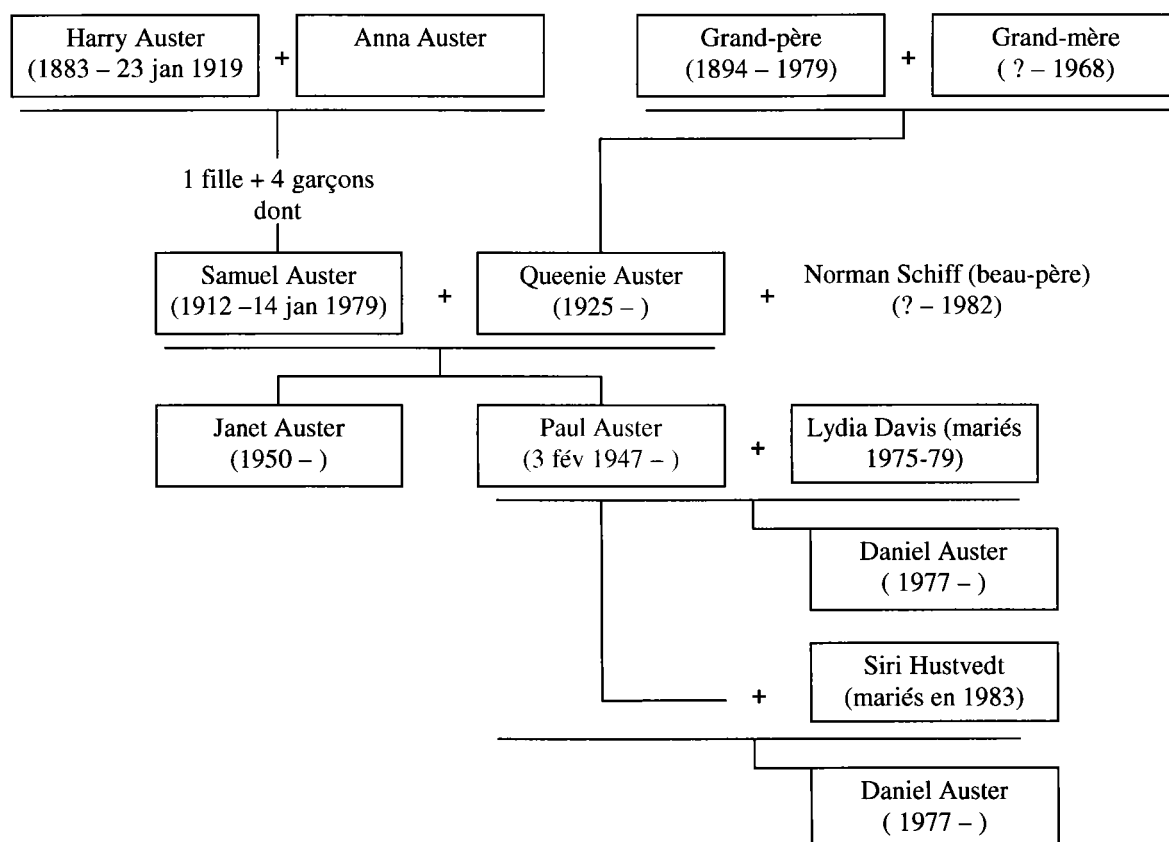 Harry Auster
(1883 – 23 jan 1919
+
Anna Auster
Grand-père
(1894 – 1979)
+
Grand-mère
( ? – 1968)
1 fille + 4 garçons
dont
Samuel Auster
(1912 –14 jan 1979)
+
Queenie Auster
(1925 – )
+
Norman Schiff (beau-père)
(? – 1982)
Janet Auster
(1950 – )
Paul Auster
(3 fév 1947 – )
+
Lydia Davis (mariés
1975-79)
Daniel Auster
( 1977 – )
+
Siri Hustvedt
(mariés en 1983)
Daniel Auster
( 1977 – )